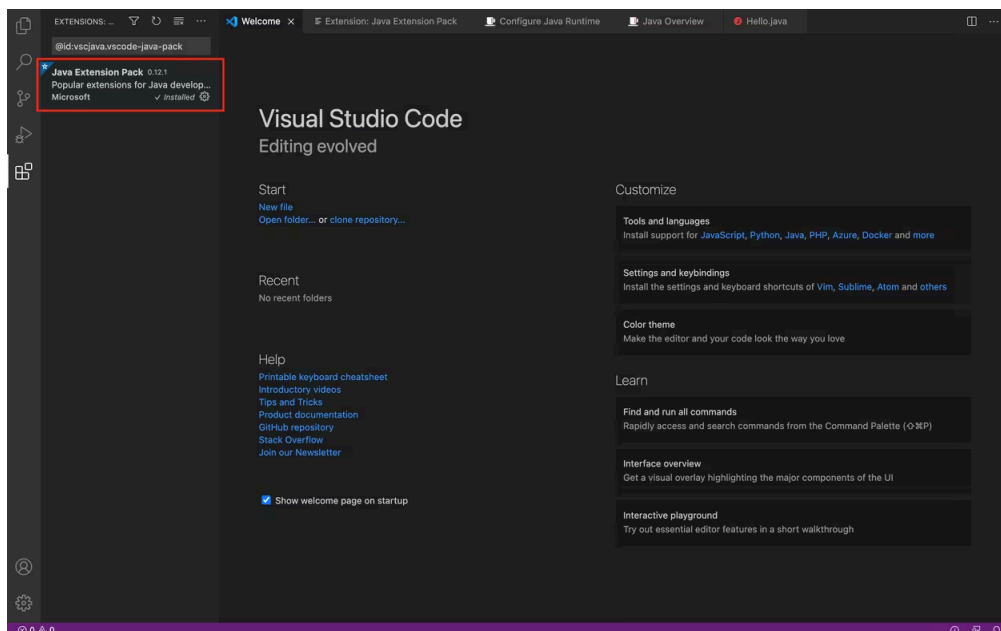 EXTENSIONS: ...
Welcome
Extension: Java Extension Pack
Configure Java Runtime
Java Overview
Hello.java
@id:vscjava.vscode-java-pack
Java Extension Pack 0.12.1
Popular extensions for Java develop...
Microsoft
Installed
Visual Studio Code
Editing evolved
Start
New file
Open folder... or clone repository...
Recent
No recent folders
Help
Printable keyboard cheatsheet
Introductory videos
Tips and Tricks
Product documentation
GitHub repository
Stack Overflow
Join our Newsletter
Show welcome page on startup
Customize
Tools and languages
Install support for JavaScript, Python, Java, PHP, Azure, Docker and more
Settings and keybindings
Install the settings and keyboard shortcuts of Vim, Sublime, Atom and others
Color theme
Make the editor and your code look the way you love
Learn
Find and run all commands
Rapidly access and search commands from the Command Palette (⇧⌘P)
Interface overview
Get a visual overlay highlighting the major components of the UI
Interactive playground
Try out essential editor features in a short walkthrough
0 0